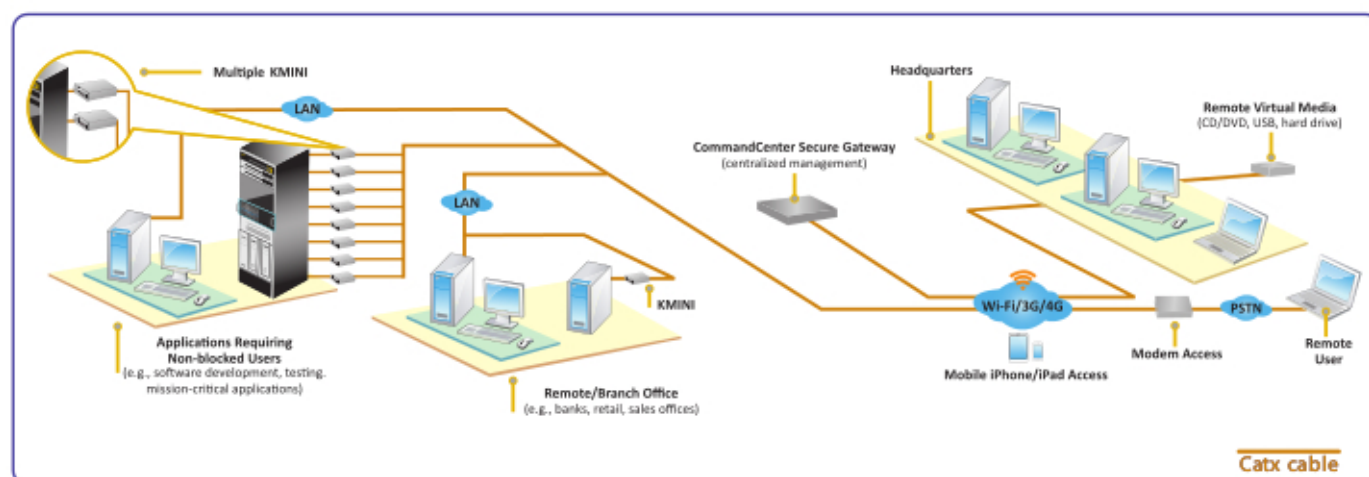 Multiple KMINI
LAN
Headquarters
Remote Virtual Media
(CD/DVD, USB, hard drive)
CommandCenter Secure Gateway
(centralized management)
LAN
KMINI
Wi-Fi/3G/4G
PSTN
Modem Access
Remote
User
Mobile iPhone/iPad Access
Applications Requiring
Non-blocked Users
(e.g., software development, testing.
mission-critical applications)
Remote/Branch Office
(e.g., banks, retail, sales offices)
Catx cable